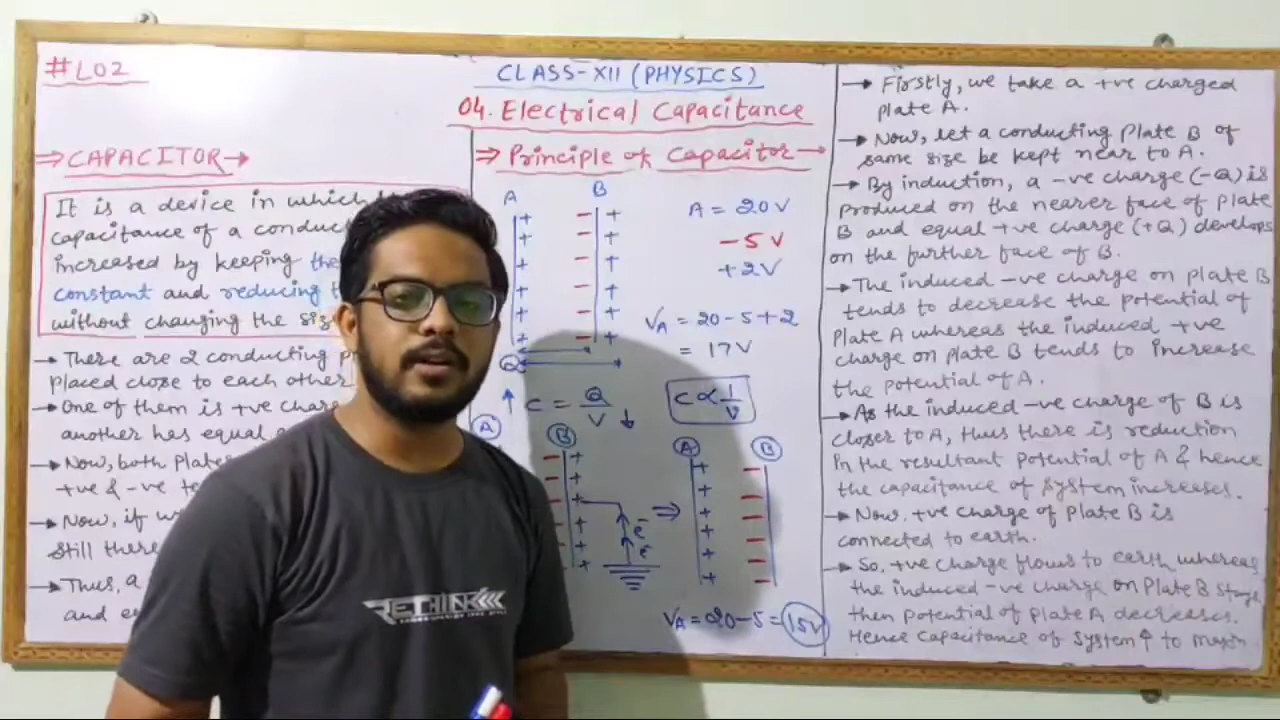 #L02
CLASS-XII (PHYSICS)
04. Electrical Capacitance
⇒ CAPACITOR →
It is a device in which
capacitance of a conduc
increased by keeping the
constant and reducing
without changing the siz
→ There are 2 conducting
placed close to each other
→ One of them is +ve char
another has equal
→ Now, both plate
+ve & -ve
→ Now, if
still there
→ Thus, a
and
⇒ Principle of Capacitor →
A B
A = 20V
- 5 V
+2V
VA = 20-5+2
= 17V
Q
↑ C = Q/V ↓
C ∝ 1/V
A B
A B
⇒
e-
e-
VA = 20-5 = 15V
→ Firstly, we take a +ve charged
plate A.
→ Now, let a conducting Plate B of
same size be kept near to A.
→ By induction, a -ve charge (-Q) is
produced on the nearer face of Plate
B and equal +ve charge (+Q) develops
on the further face of B.
→ The induced -ve charge on plate B
tends to decrease the potential of
Plate A whereas the induced +ve
charge on plate B tends to increase
the potential of A.
→ As the induced -ve charge of B is
closer to A, thus there is reduction
in the resultant potential of A & hence
the capacitance of system increases.
→ Now, +ve charge of Plate B is
connected to earth.
→ So, +ve charge flows to earth whereas
the induced -ve charge on Plate B
then potential of Plate A decreases.
Hence Capacitance of System ↑ to
RETHINK